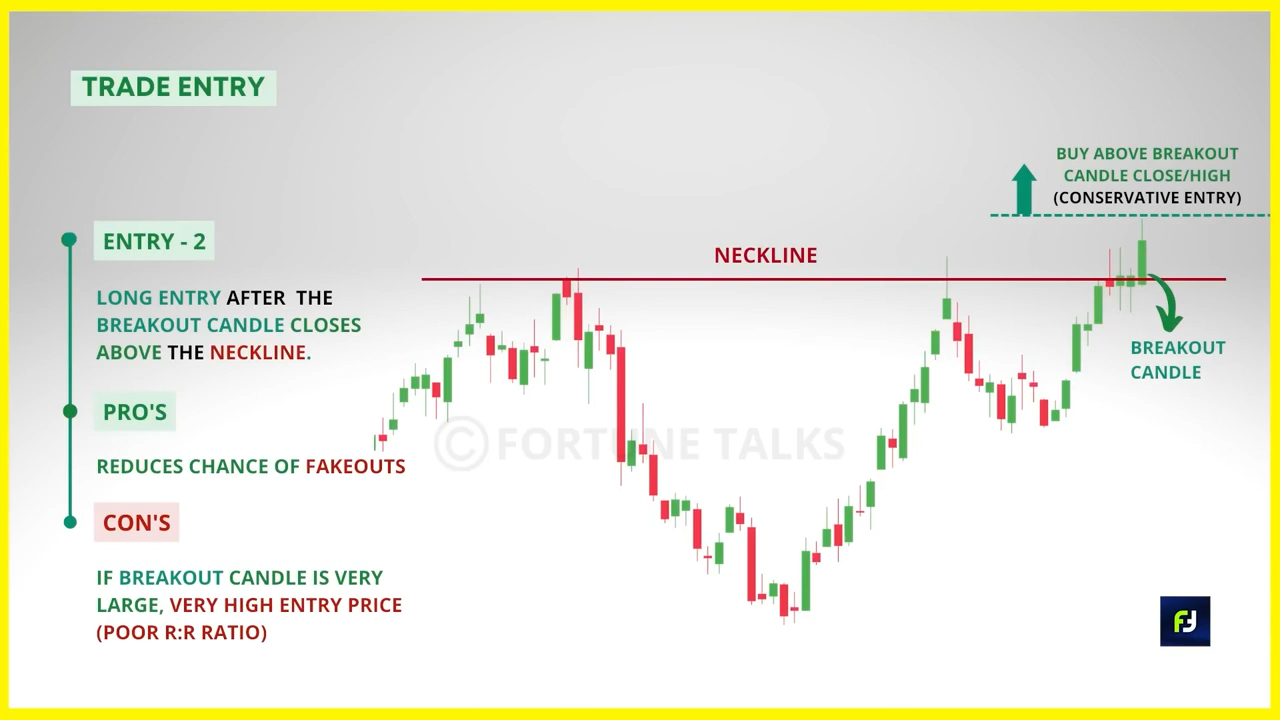 TRADE ENTRY
BUY ABOVE BREAKOUT
CANDLE CLOSE/HIGH
(CONSERVATIVE ENTRY)
ENTRY - 2
NECKLINE
LONG ENTRY AFTER THE
BREAKOUT CANDLE CLOSES
ABOVE THE NECKLINE.
BREAKOUT
CANDLE
PRO'S
© FORTUNE TALKS
REDUCES CHANCE OF FAKEOUTS
CON'S
IF BREAKOUT CANDLE IS VERY
LARGE, VERY HIGH ENTRY PRICE
(POOR R:R RATIO)